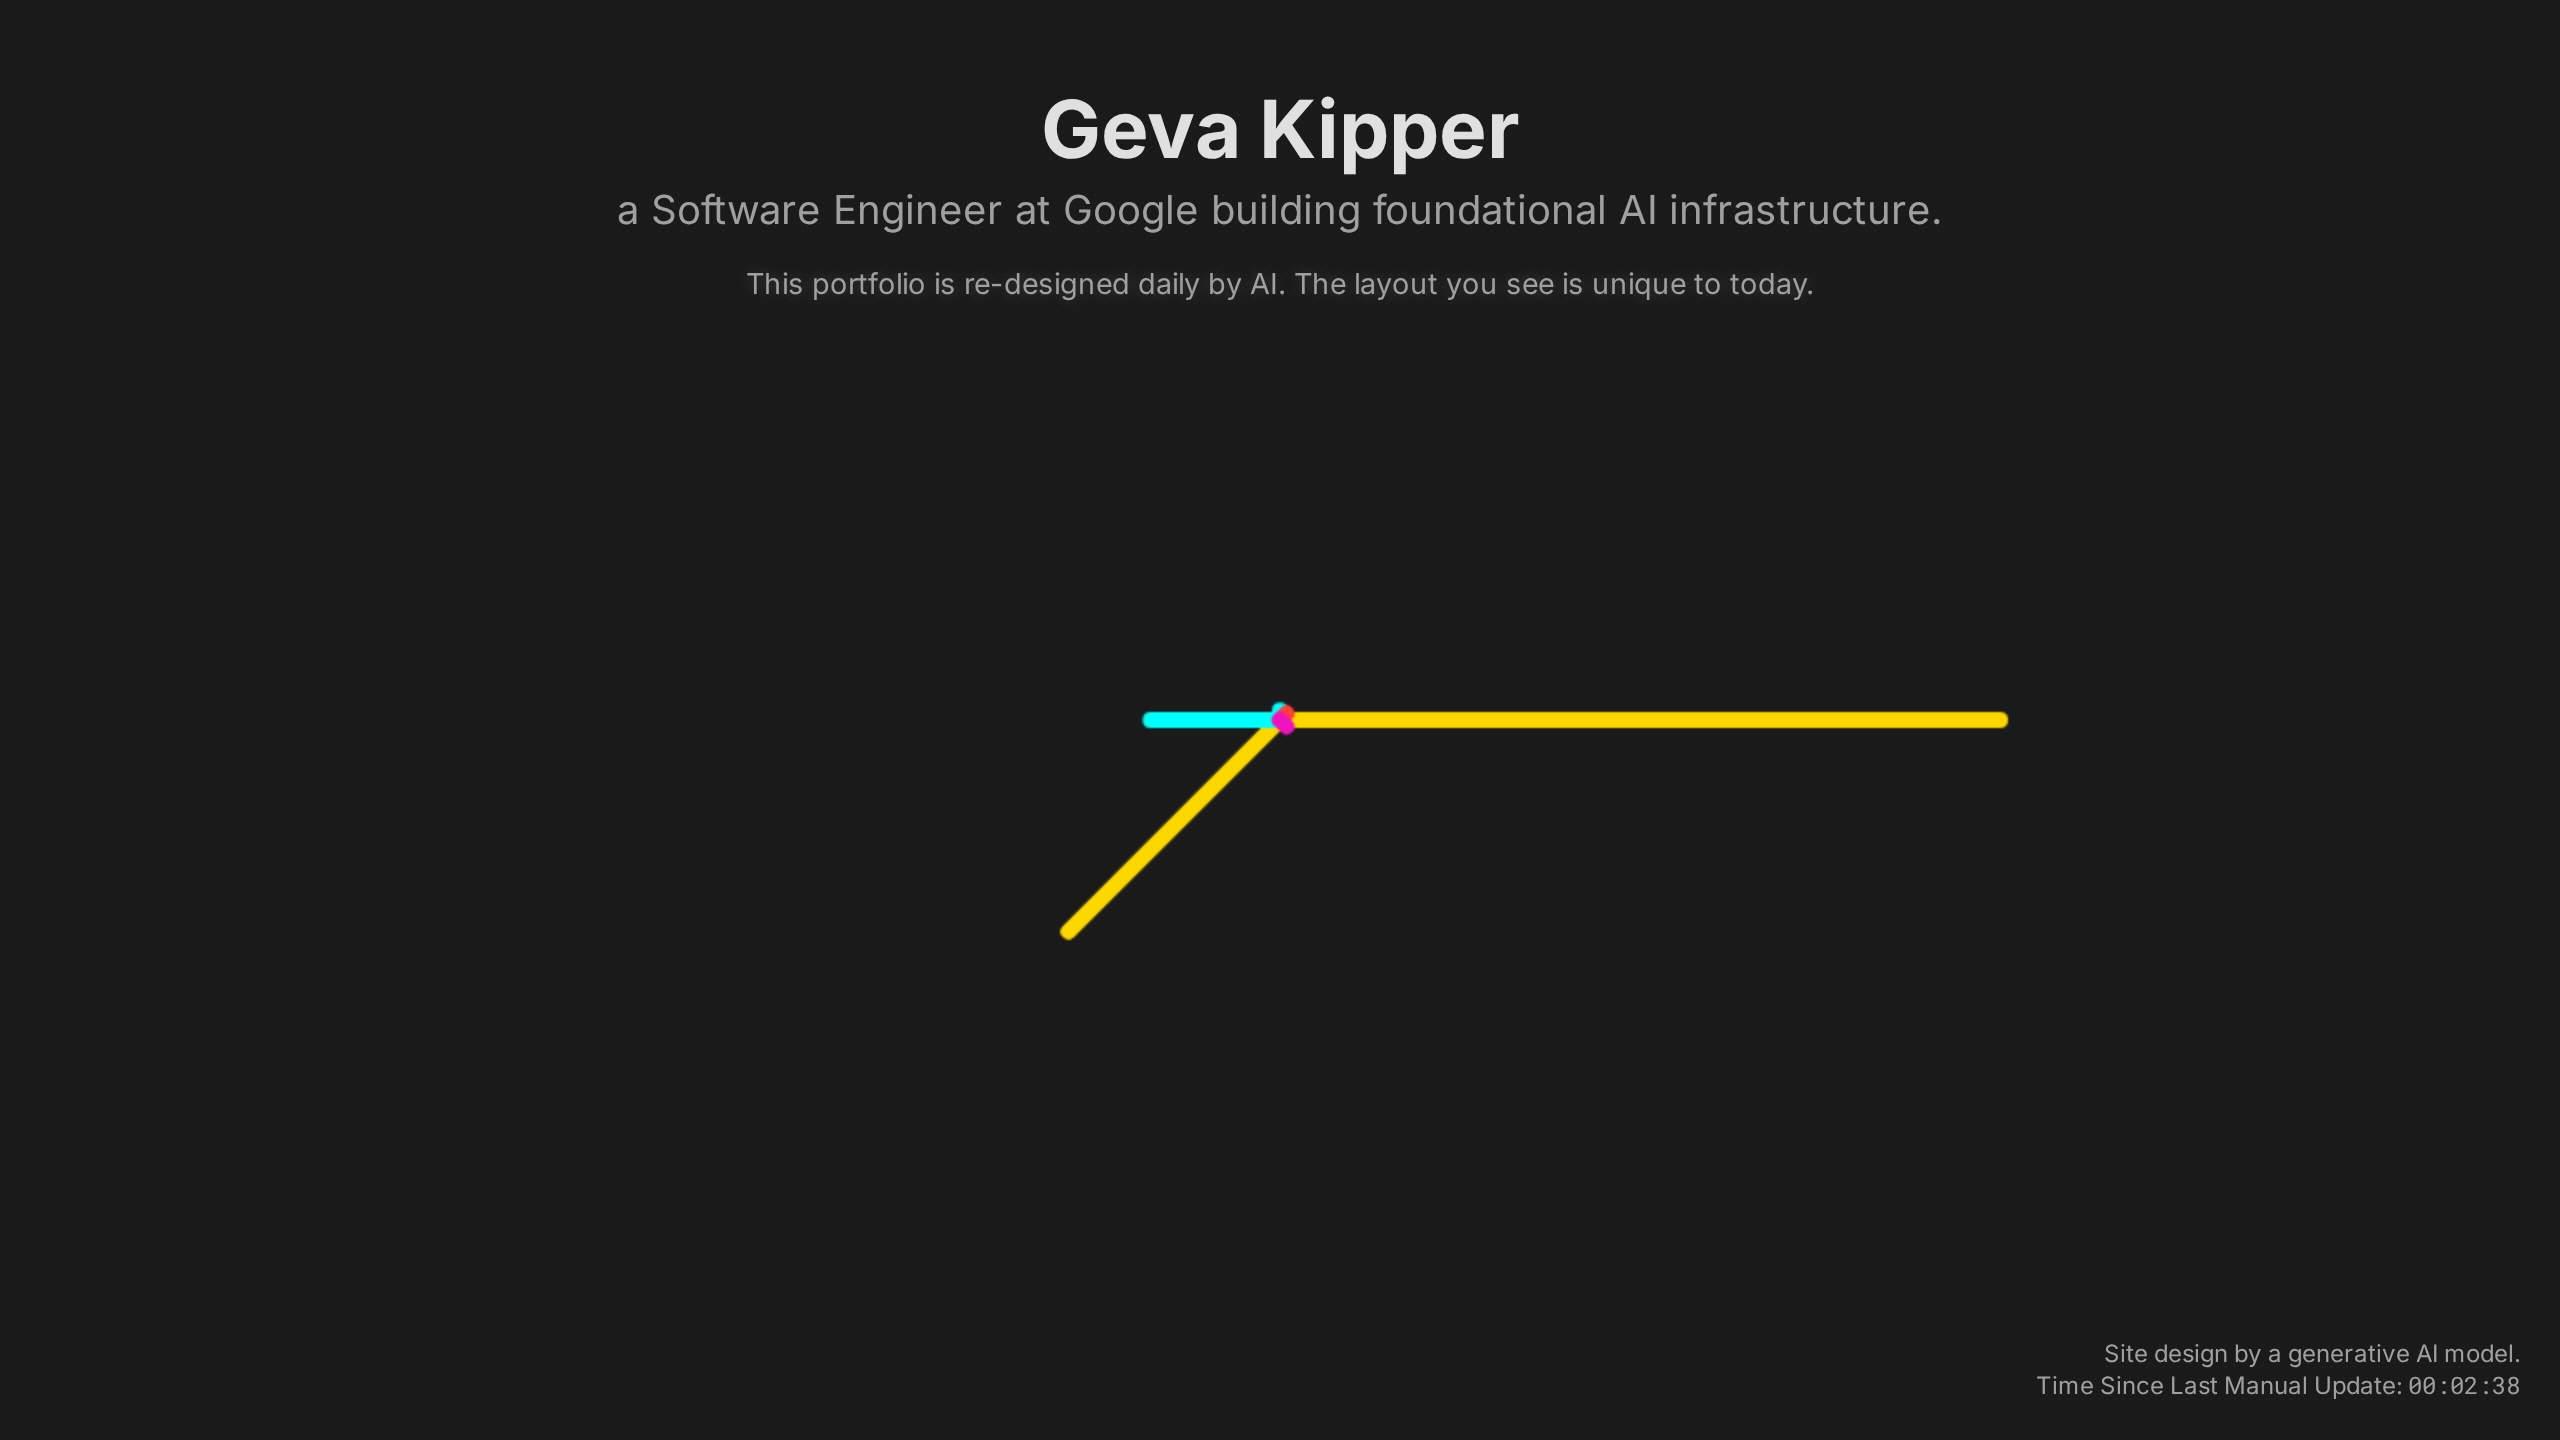 Geva Kipper
a Software Engineer at Google building foundational AI infrastructure.
This portfolio is re-designed daily by AI. The layout you see is unique to today.
Site design by a generative AI model.
Time Since Last Manual Update: 00:02:38